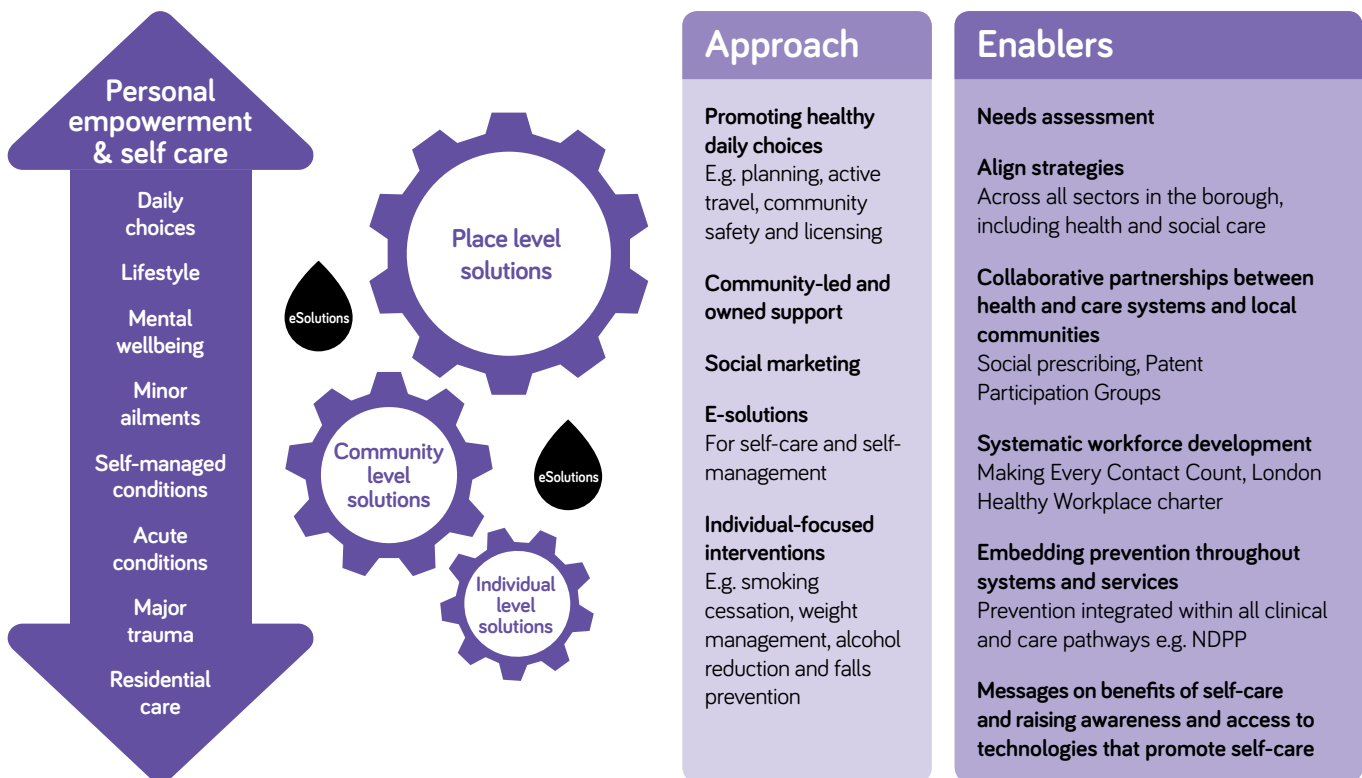 Personal
empowerment
& self care
Daily
choices
Lifestyle
Mental
wellbeing
Minor
ailments
Self-managed
conditions
Acute
conditions
Major
trauma
Residential
care
Place level
solutions
eSolutions
Community
level
solutions
eSolutions
Individual
level
solutions
Approach
Promoting healthy
daily choices
E.g. planning, active
travel, community
safety and licensing
Community-led and
owned support
Social marketing
E-solutions
For self-care and self-
management
Individual-focused
interventions
E.g. smoking
cessation, weight
management, alcohol
reduction and falls
prevention
Enablers
Needs assessment
Align strategies
Across all sectors in the borough,
including health and social care
Collaborative partnerships between
health and care systems and local
communities
Social prescribing, Patent
Participation Groups
Systematic workforce development
Making Every Contact Count, London
Healthy Workplace charter
Embedding prevention throughout
systems and services
Prevention integrated within all clinical
and care pathways e.g. NDPP
Messages on benefits of self-care
and raising awareness and access to
technologies that promote self-care